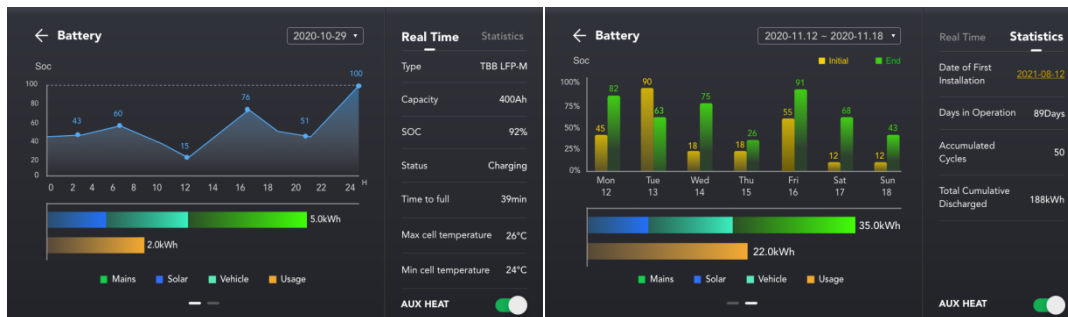 ← Battery
2020-10-29 ▾
Real Time Statistics
Soc
100
80
60
40
20
0
43
60
15
76
51
100
0 2 4 6 8 10 12 14 16 18 20 22 24 H
5.0kWh
2.0kWh
Mains Solar Vehicle Usage
Type TBB LFP-M
Capacity 400Ah
SOC 92%
Status Charging
Time to full 39min
Max cell temperature 26°C
Min cell temperature 24°C
AUX HEAT
← Battery
2020-11.12 ~ 2020-11.18 ▾
Real Time Statistics
Soc
Initial End
100%
75%
50%
25%
0%
45 82
90 63
18 75
18 26
55 91
12 68
12 43
Mon Tue Wed Thu Fri Sat Sun
12 13 14 15 16 17 18
35.0kWh
22.0kWh
Mains Solar Vehicle Usage
Date of First
Installation 2021-08-12
Days in Operation 89Days
Accumulated
Cycles 50
Total Cumulative
Discharged 188kWh
AUX HEAT